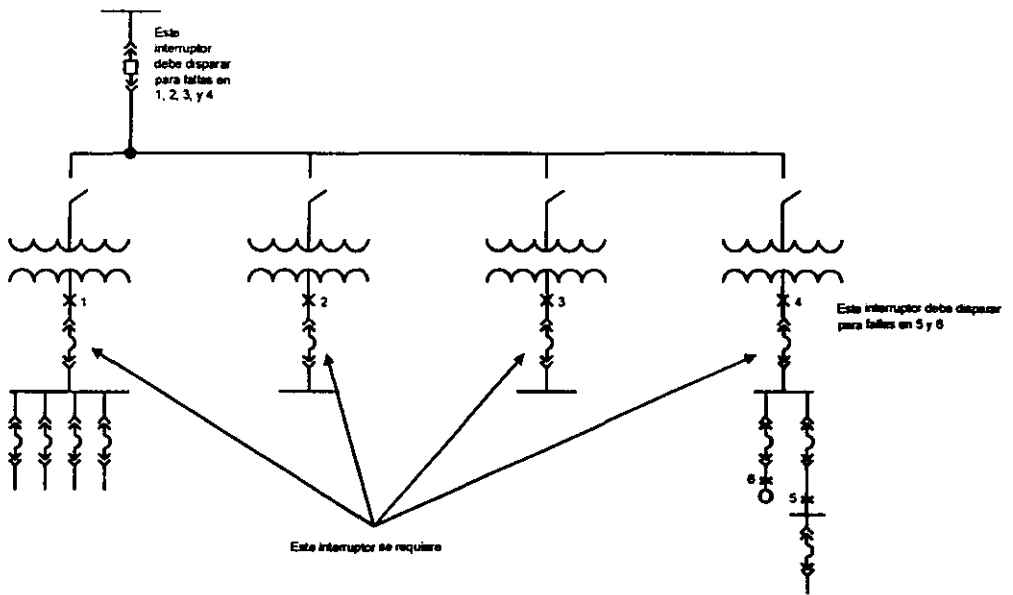 Este
interruptor
debe disparar
para fallas en
1, 2, 3, y 4
1
2
3
4
Este interruptor debe disparar
para fallas en 5 y 6
6
5
Este interruptor se requiere